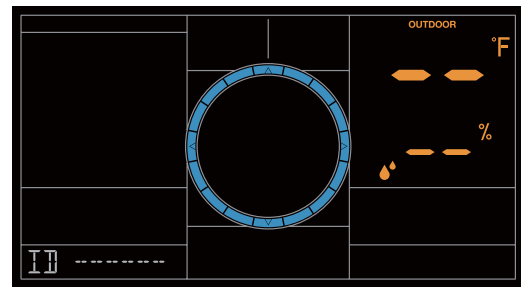 OUTDOOR
°F
-- 
%
--
ID -------